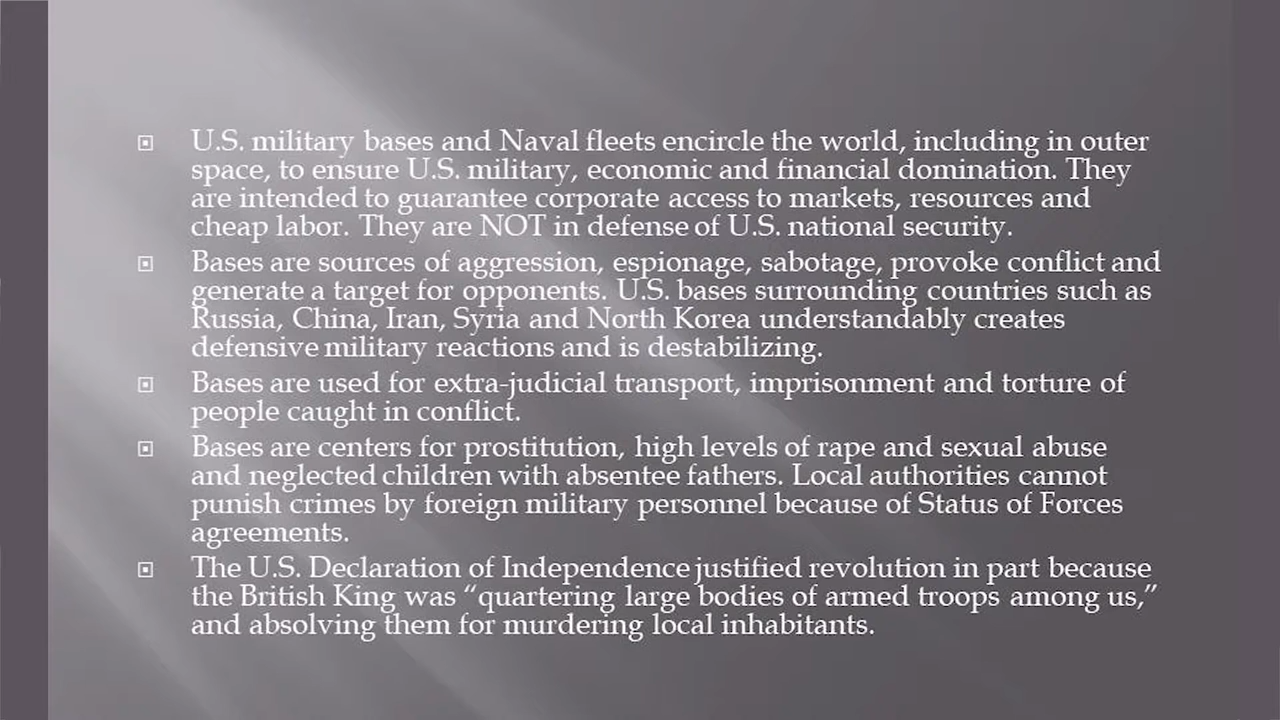 U.S. military bases and Naval fleets encircle the world, including in outer
space, to ensure U.S. military, economic and financial domination. They
are intended to guarantee corporate access to markets, resources and
cheap labor. They are NOT in defense of U.S. national security.
Bases are sources of aggression, espionage, sabotage, provoke conflict and
generate a target for opponents. U.S. bases surrounding countries such as
Russia, China, Iran, Syria and North Korea understandably creates
defensive military reactions and is destabilizing.
Bases are used for extra-judicial transport, imprisonment and torture of
people caught in conflict.
Bases are centers for prostitution, high levels of rape and sexual abuse
and neglected children with absentee fathers. Local authorities cannot
punish crimes by foreign military personnel because of Status of Forces
agreements.
The U.S. Declaration of Independence justified revolution in part because
the British King was “quartering large bodies of armed troops among us,”
and absolving them for murdering local inhabitants.